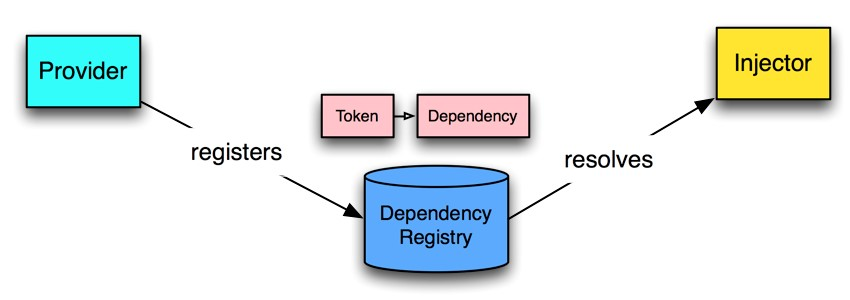 Provider
Injector
Token
Dependency
registers
resolves
Dependency
Registry